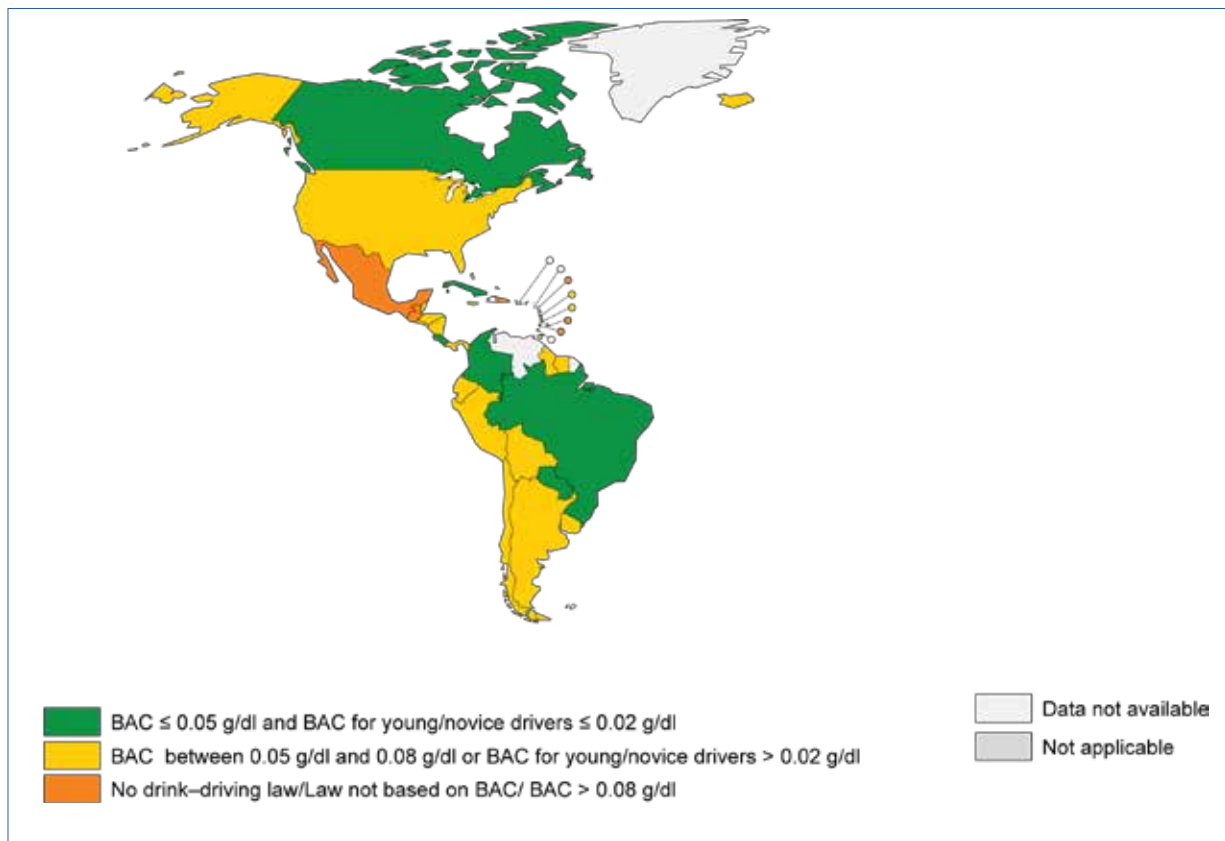 BAC ≤ 0.05 g/dl and BAC for young/novice drivers ≤ 0.02 g/dl
BAC  between 0.05 g/dl and 0.08 g/dl or BAC for young/novice drivers > 0.02 g/dl
No drink–driving law/Law not based on BAC/ BAC > 0.08 g/dl
Data not available
Not applicable